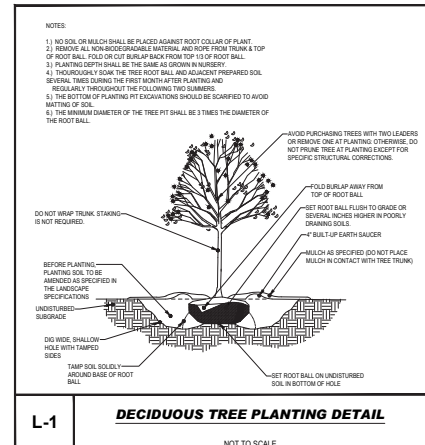 NOTES:
1.) NO SOIL OR MULCH SHALL BE PLACED AGAINST ROOT COLLAR OF PLANT.
2.) REMOVE ALL NON-BIODEGRADABLE MATERIAL AND ROPE FROM TRUNK & TOP
OF ROOT BALL. FOLD OR CUT BURLAP BACK FROM TOP 1/3 OF ROOT BALL.
3.) PLANTING DEPTH SHALL BE THE SAME AS GROWN IN NURSERY.
4.) THOUROUGHLY SOAK THE TREE ROOT BALL AND ADJACENT PREPARED SOIL
SEVERAL TIMES DURING THE FIRST MONTH AFTER PLANTING AND
REGULARLY THROUGHOUT THE FOLLOWING TWO SUMMERS.
5.) THE BOTTOM OF PLANTING PIT EXCAVATIONS SHOULD BE SCARIFIED TO AVOID
MATTING OF SOIL.
6.) THE MINIMUM DIAMETER OF THE TREE PIT SHALL BE 3 TIMES THE DIAMETER OF
THE ROOT BALL.
AVOID PURCHASING TREES WITH TWO LEADERS
OR REMOVE ONE AT PLANTING OTHERWISE, DO
NOT PRUNE TREE AT PLANTING EXCEPT FOR
SPECIFIC STRUCTURAL CORRECTIONS.
FOLD BURLAP AWAY FROM
TOP OF ROOT BALL
SET ROOT BALL FLUSH TO GRADE OR
SEVERAL INCHES HIGHER IN POORLY
DRAINING SOILS.
4" BUILT-UP EARTH SAUCER
MULCH AS SPECIFIED (DO NOT PLACE
MULCH IN CONTACT WITH TREE TRUNK)
DO NOT WRAP TRUNK. STAKING
IS NOT REQUIRED.
BEFORE PLANTING,
PLANTING SOIL TO BE
AMENDED AS SPECIFIED IN
THE LANDSCAPE
SPECIFICATIONS
UNDISTURBED
SUBGRADE
DIG WIDE, SHALLOW
HOLE WITH TAMPED
SIDES
TAMP SOIL SOLIDLY
AROUND BASE OF ROOT
BALL
SET ROOT BALL ON UNDISTURBED
SOIL IN BOTTOM OF HOLE
L-1
DECIDUOUS TREE PLANTING DETAIL
NOT TO SCALE